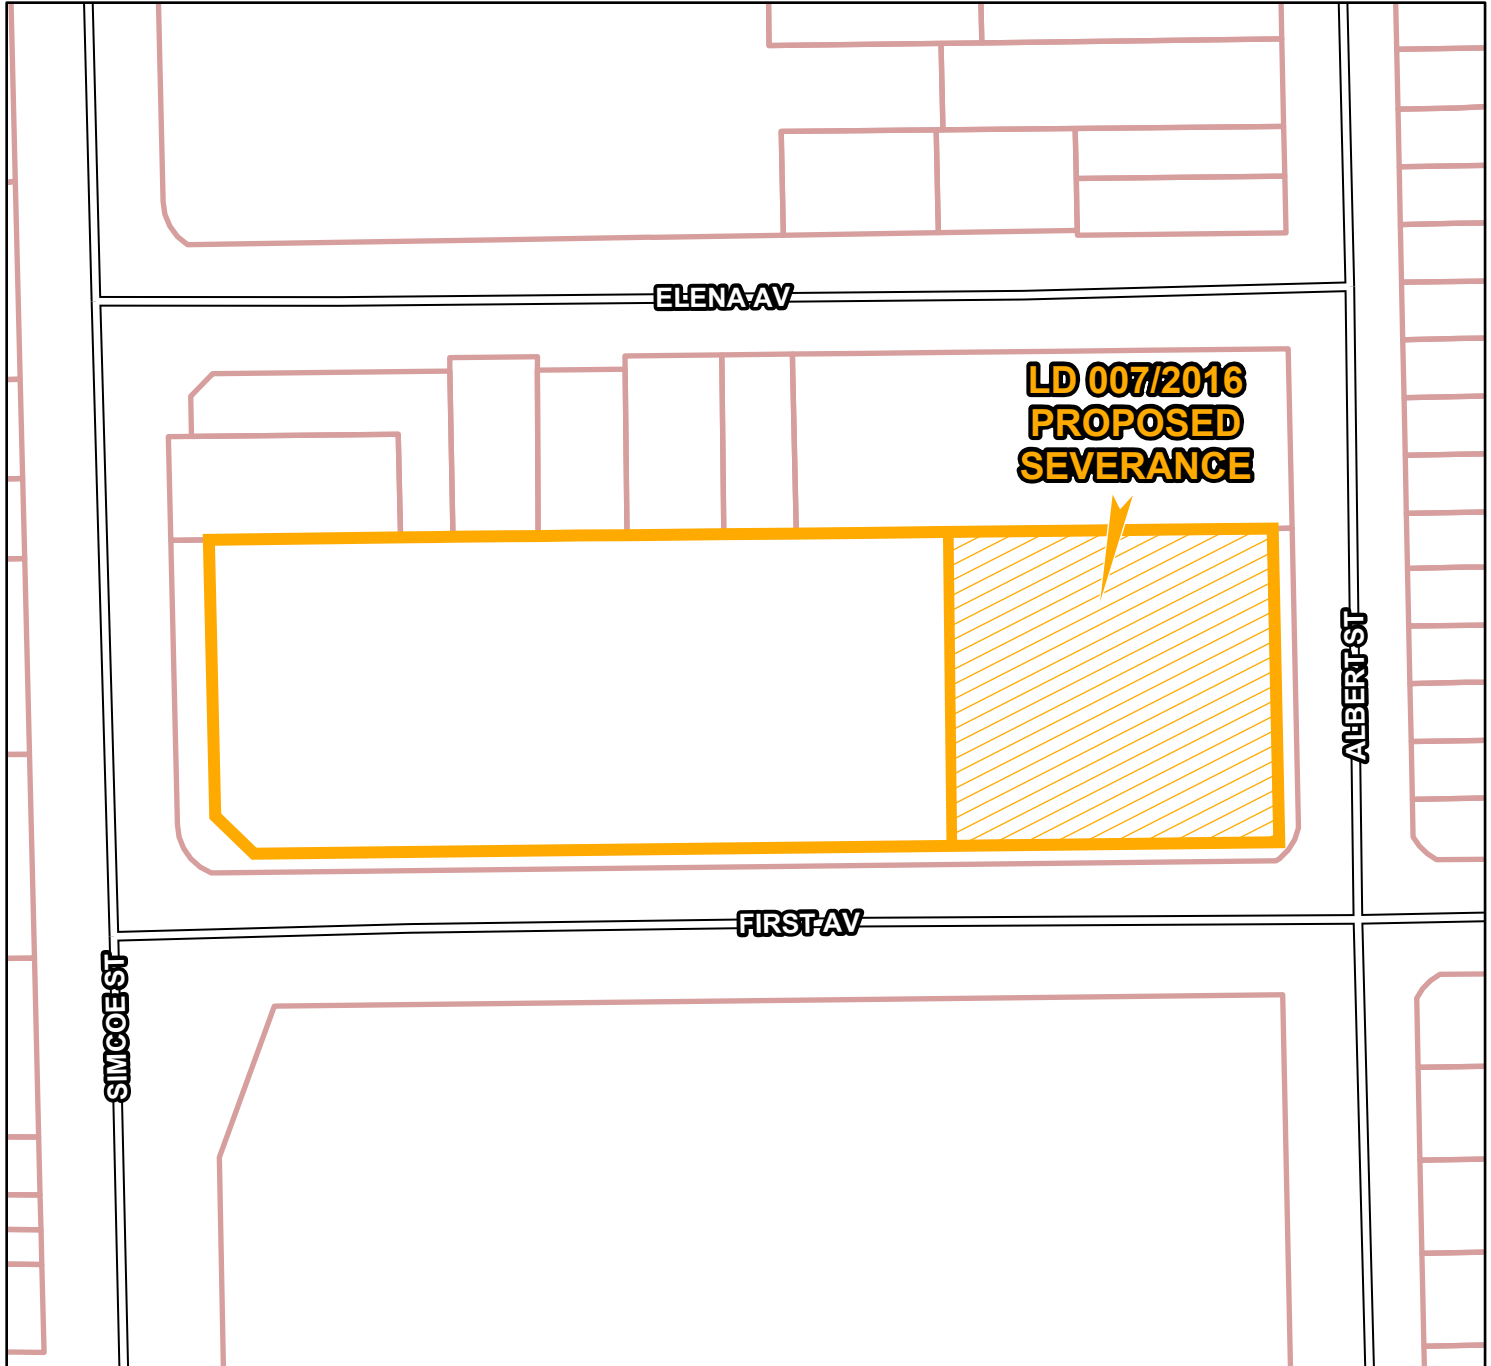 ELENA AV
LD 007/2016
PROPOSED
SEVERANCE
ALBERT ST
FIRST AV
SIMCOE ST